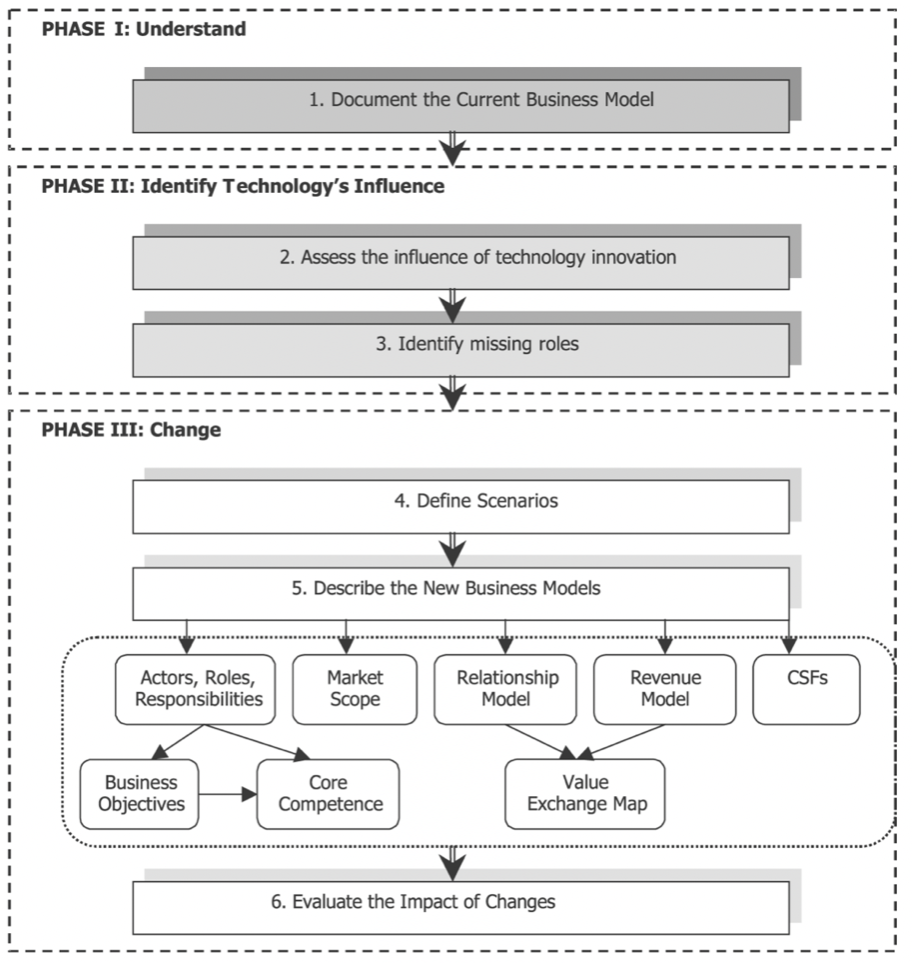 PHASE I: Understand
1. Document the Current Business Model
PHASE II: Identify Technology's Influence
2. Assess the influence of technology innovation
3. Identify missing roles
PHASE III: Change
4. Define Scenarios
5. Describe the New Business Models
Actors, Roles,
Responsibilities
Market
Scope
Relationship
Model
Revenue
Model
CSFs
Business
Objectives
Core
Competence
Value
Exchange Map
6. Evaluate the Impact of Changes